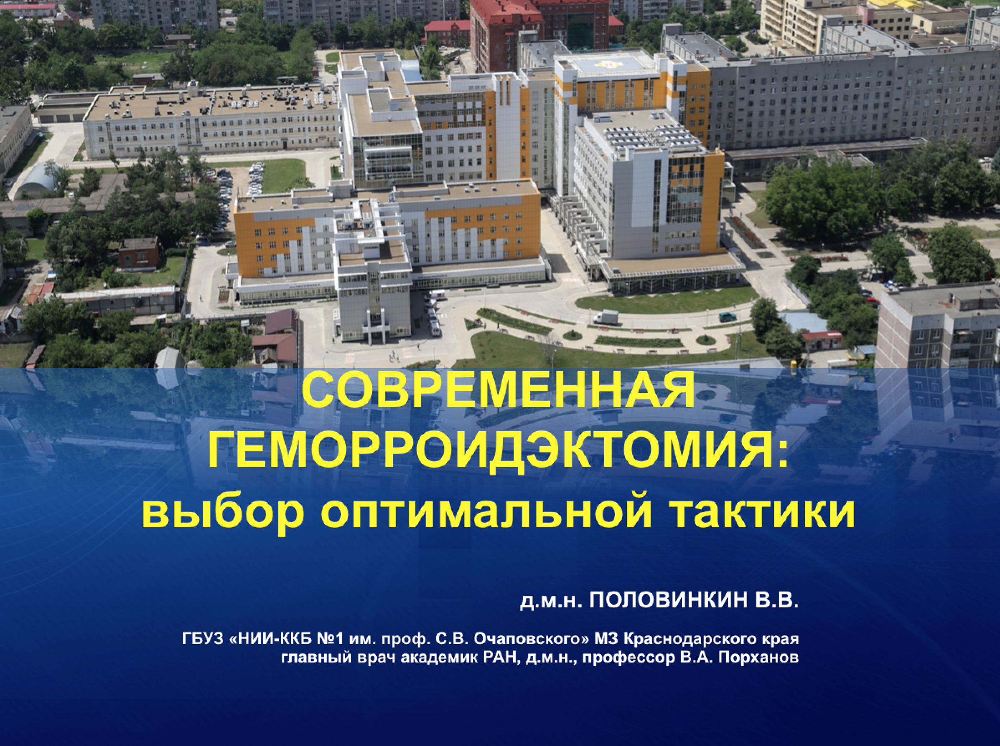 СОВРЕМЕННАЯ
ГЕМОРРОИДЭКТОМИЯ:
выбор оптимальной тактики
д.м.н. ПОЛОВИНКИН В.В.
ГБУЗ «НИИ-ККБ №1 им. проф. С.В. Очаповского» МЗ Краснодарского края
главный врач академик РАН, д.м.н., профессор В.А. Порханов